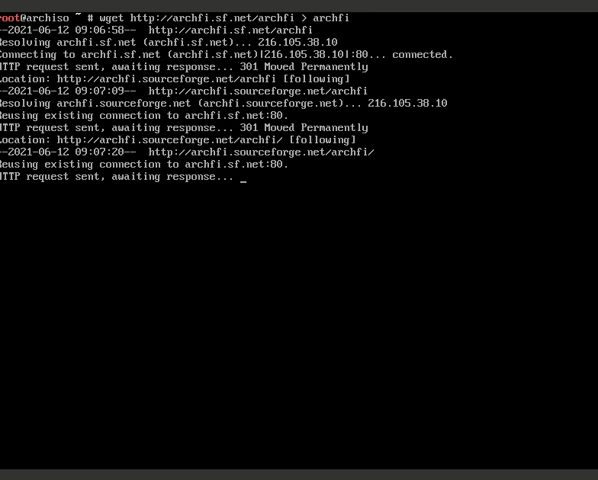 root@archiso ~ # wget http://archfi.sf.net/archfi > archfi
--2021-06-12 09:06:58--  http://archfi.sf.net/archfi
Resolving archfi.sf.net (archfi.sf.net)... 216.105.38.10
Connecting to archfi.sf.net (archfi.sf.net)|216.105.38.10|:80... connected.
HTTP request sent, awaiting response... 301 Moved Permanently
Location: http://archfi.sourceforge.net/archfi [following]
--2021-06-12 09:07:09--  http://archfi.sourceforge.net/archfi
Resolving archfi.sourceforge.net (archfi.sourceforge.net)... 216.105.38.10
Reusing existing connection to archfi.sf.net:80.
HTTP request sent, awaiting response... 301 Moved Permanently
Location: http://archfi.sourceforge.net/archfi/ [following]
--2021-06-12 09:07:20--  http://archfi.sourceforge.net/archfi/
Reusing existing connection to archfi.sf.net:80.
HTTP request sent, awaiting response... _